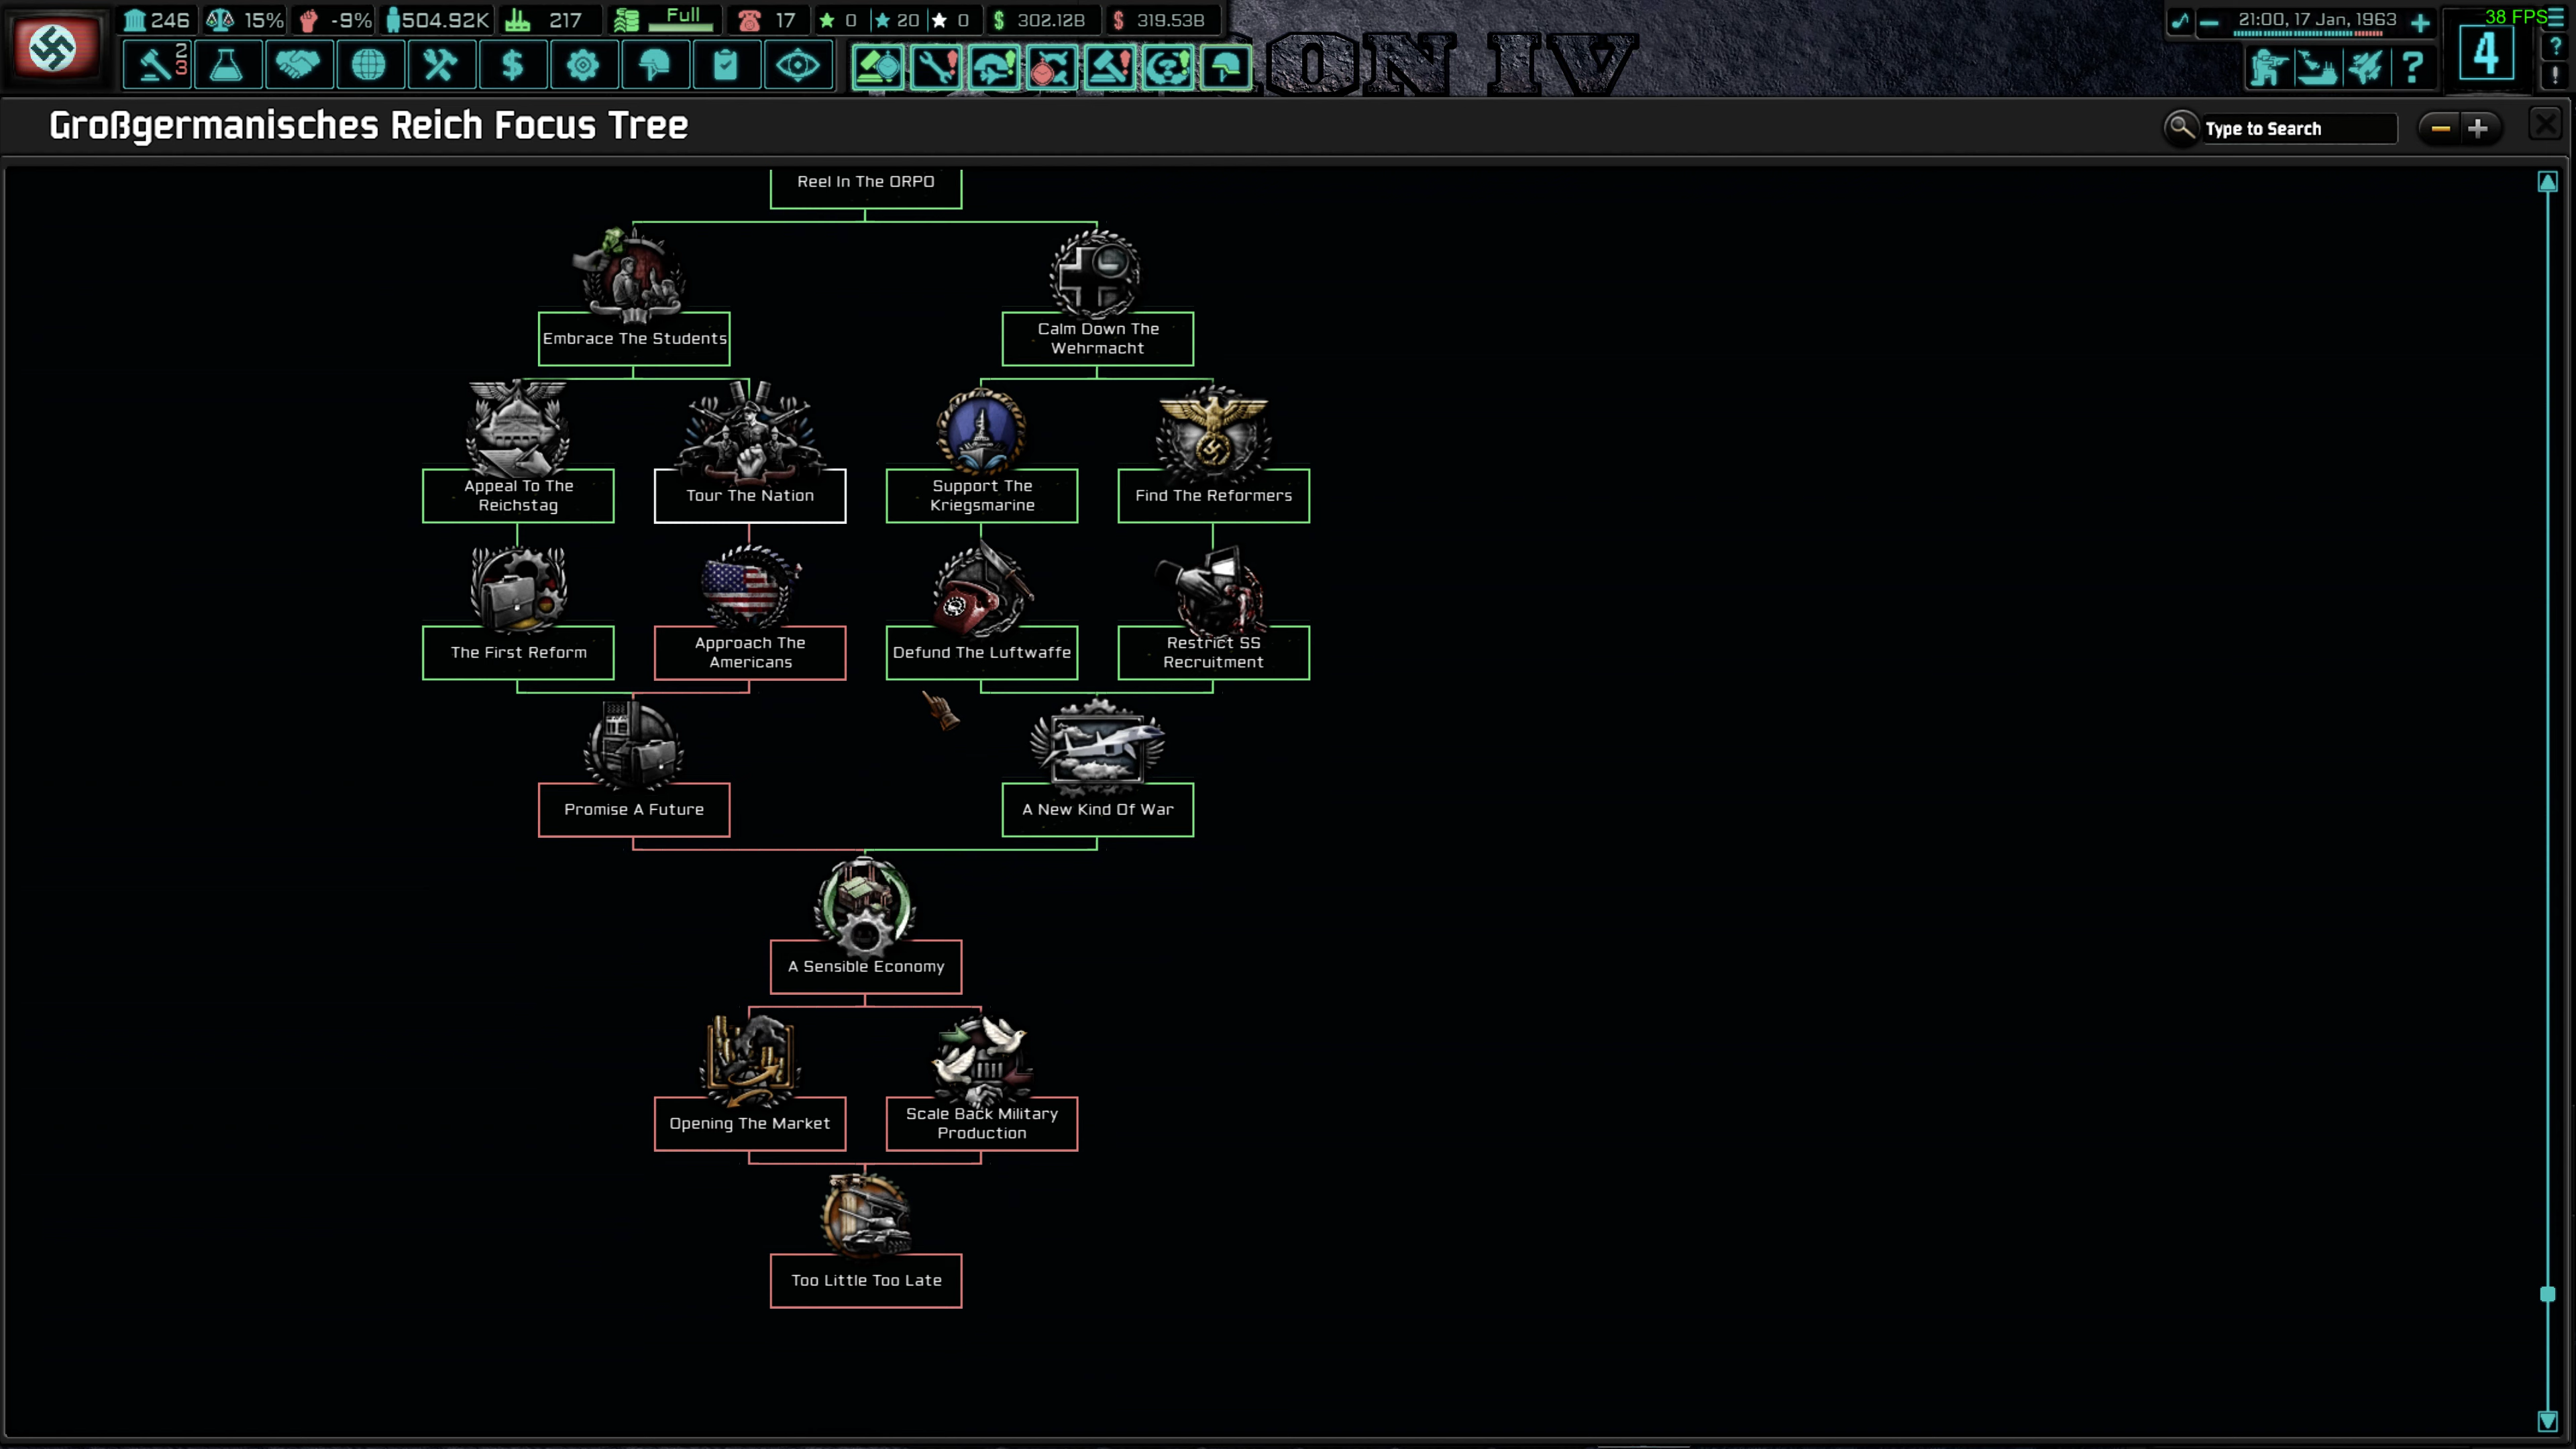 246
15%
-9%
504.92K
217
Full
17
0
20
0
$ 302.12B
$ 319.53B
21:00, 17 Jan, 1963
38 FPS
2
3
ON IV
?
4
?
!
Großgermanisches Reich Focus Tree
Type to Search
Reel In The ORPO
Embrace The Students
Calm Down The
Wehrmacht
Appeal To The
Reichstag
Tour The Nation
Support The
Kriegsmarine
Find The Reformers
The First Reform
Approach The
Americans
Defund The Luftwaffe
Restrict SS
Recruitment
Promise A Future
A New Kind Of War
A Sensible Economy
Opening The Market
Scale Back Military
Production
Too Little Too Late